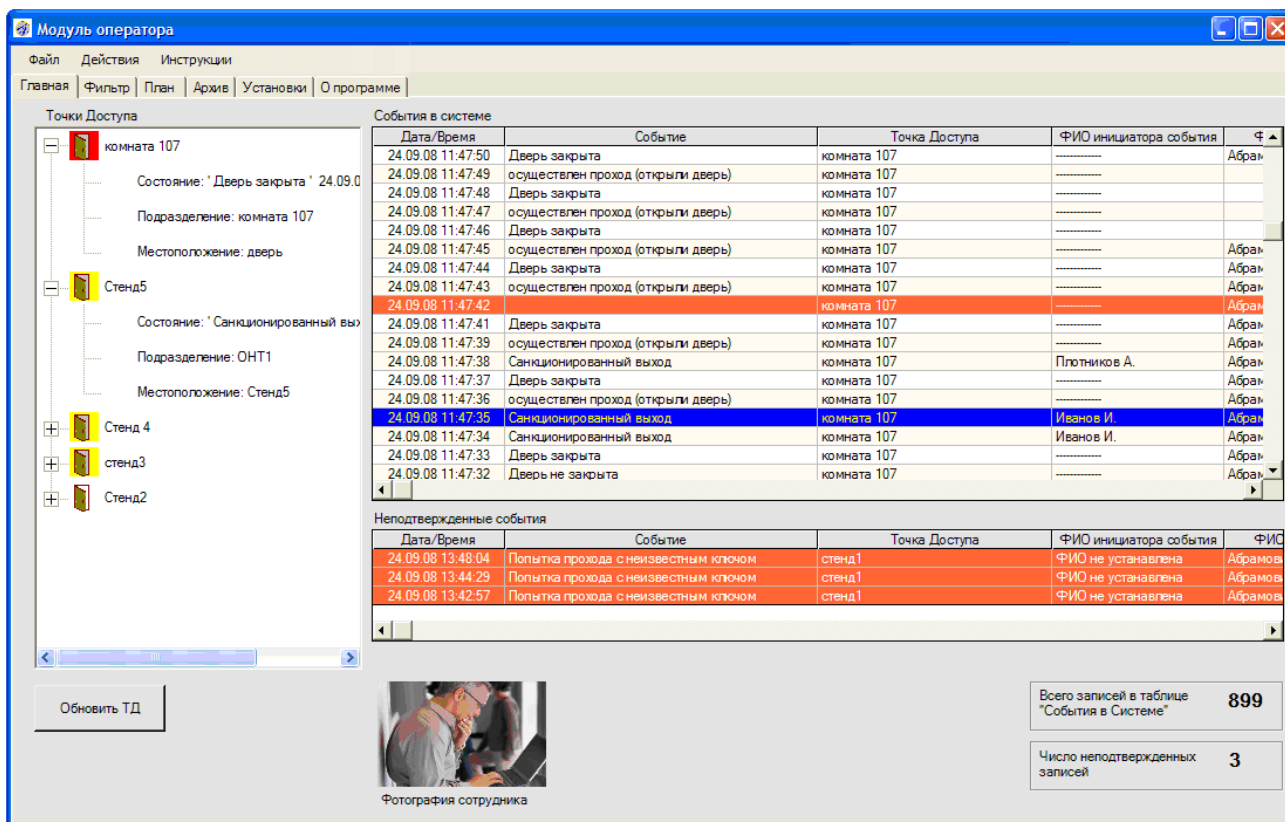 Модуль оператора
Файл Действия Инструкции
Главная Фильтр План Архив Установки О программе
Точки Доступа
комната 107
Состояние: ' Дверь закрыта ' 24.09.0
Подразделение: комната 107
Местоположение: дверь
Стенд5
Состояние: ' Санкционированный вых
Подразделение: ОНТ1
Местоположение: Стенд5
Стенд 4
стенд3
Стенд2
Обновить ТД
События в системе
Дата/Время Событие Точка Доступа ФИО инициатора события Ф
24.09.08 11:47:50 Дверь закрыта комната 107 ------------- Абрам
24.09.08 11:47:49 осуществлен проход (открыли дверь) комната 107 -------------
24.09.08 11:47:48 Дверь закрыта комната 107 -------------
24.09.08 11:47:47 осуществлен проход (открыли дверь) комната 107 -------------
24.09.08 11:47:46 Дверь закрыта комната 107 -------------
24.09.08 11:47:45 осуществлен проход (открыли дверь) комната 107 ------------- Абрам
24.09.08 11:47:44 Дверь закрыта комната 107 ------------- Абрам
24.09.08 11:47:43 осуществлен проход (открыли дверь) комната 107 ------------- Абрам
24.09.08 11:47:42 комната 107 ------------- Абрам
24.09.08 11:47:41 Дверь закрыта комната 107 ------------- Абрам
24.09.08 11:47:39 осуществлен проход (открыли дверь) комната 107 ------------- Абрам
24.09.08 11:47:38 Санкционированный выход комната 107 Плотников А. Абрам
24.09.08 11:47:37 Дверь закрыта комната 107 ------------- Абрам
24.09.08 11:47:36 осуществлен проход (открыли дверь) комната 107 ------------- Абрам
24.09.08 11:47:35 Санкционированный выход комната 107 Иванов И. Абрам
24.09.08 11:47:34 Санкционированный выход комната 107 Иванов И. Абрам
24.09.08 11:47:33 Дверь закрыта комната 107 ------------- Абрам
24.09.08 11:47:32 Дверь не закрыта комната 107 ------------- Абрам
Неподтвержденные события
Дата/Время Событие Точка Доступа ФИО инициатора события ФИО
24.09.08 13:48:04 Попытка прохода с неизвестным ключом стенд1 ФИО не установлена Абрамов
24.09.08 13:44:29 Попытка прохода с неизвестным ключом стенд1 ФИО не установлена Абрамов
24.09.08 13:42:57 Попытка прохода с неизвестным ключом стенд1 ФИО не установлена Абрамов
Фотография сотрудника
Всего записей в таблице
"События в Системе" 899
Число неподтвержденных
записей 3